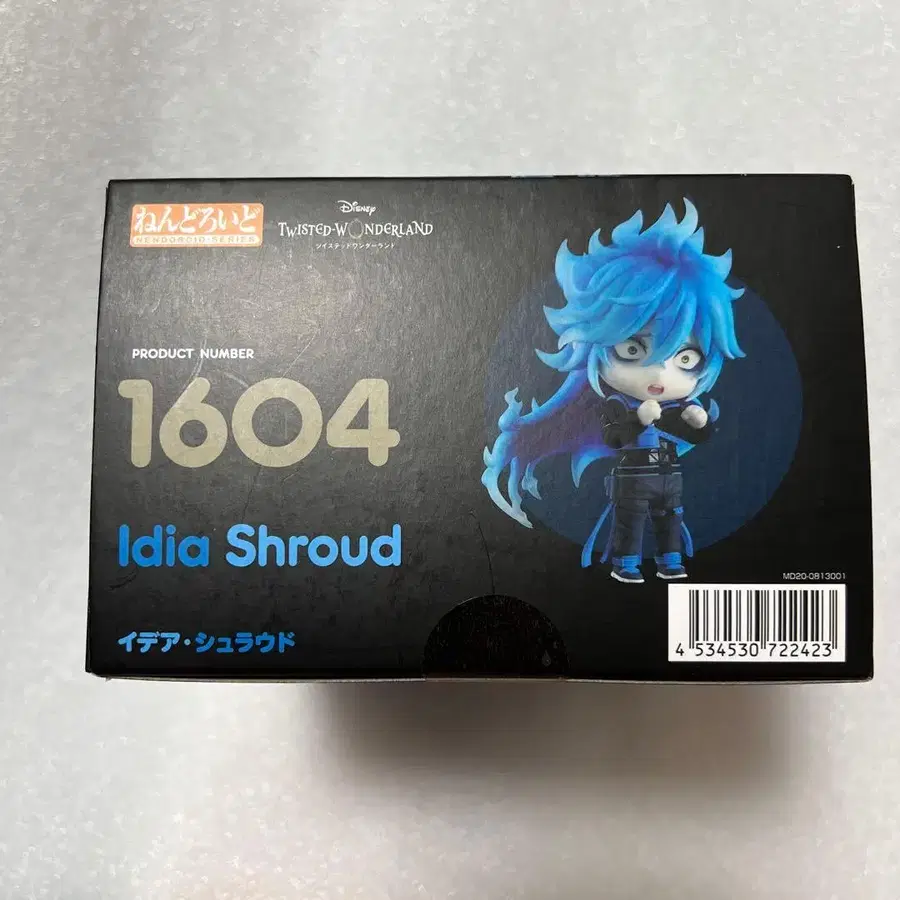 ねんどろいど
NENDOROID SERIES
Disney
TWISTED-WONDERLAND
ツイステッドワンダーランド
PRODUCT NUMBER
1604
Idia Shroud
イデア・シュラウド
MD20-0813001
4 534530 722423